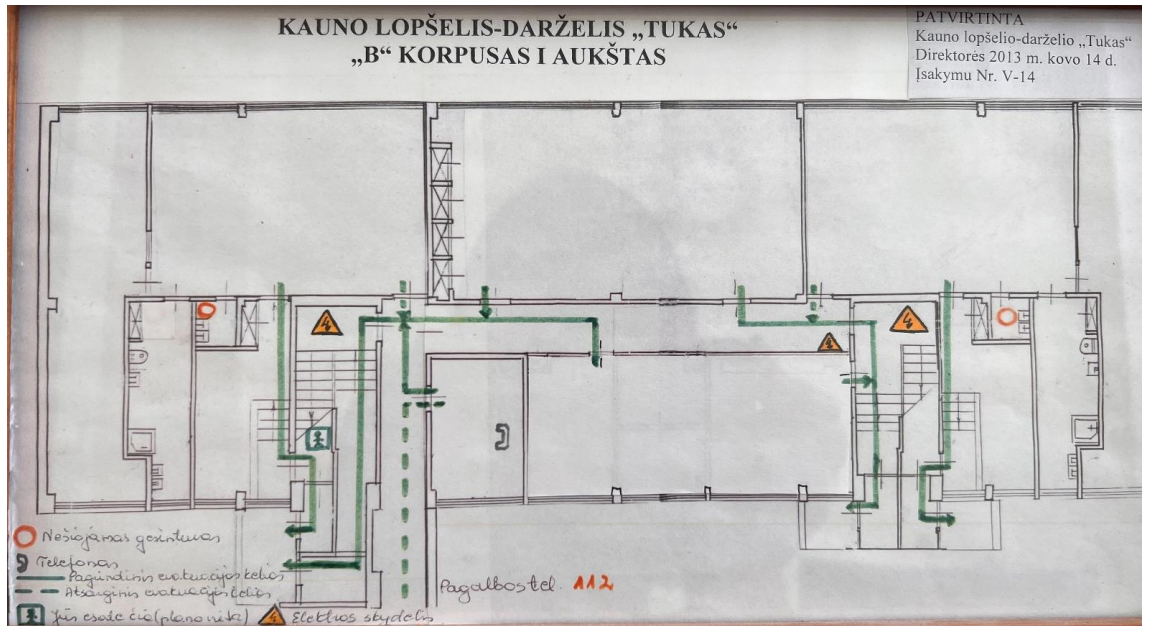 KAUNO LOPŠELIS-DARŽELIS „TUKAS“
„B“ KORPUSAS I AUKŠTAS
PATVIRTINTA
Kauno lopšelio-darželio „Tukas“
Direktorės 2013 m. kovo 14 d.
Įsakymu Nr. V-14
Nešiojamas gesintuvas
Telefonas
Pagrindinis evakuacijos kelias
Atsarginis evakuacijos kelias
Jūs esate čia (plano vieta)
Elektros skydelis
Pagalbos tel. 112